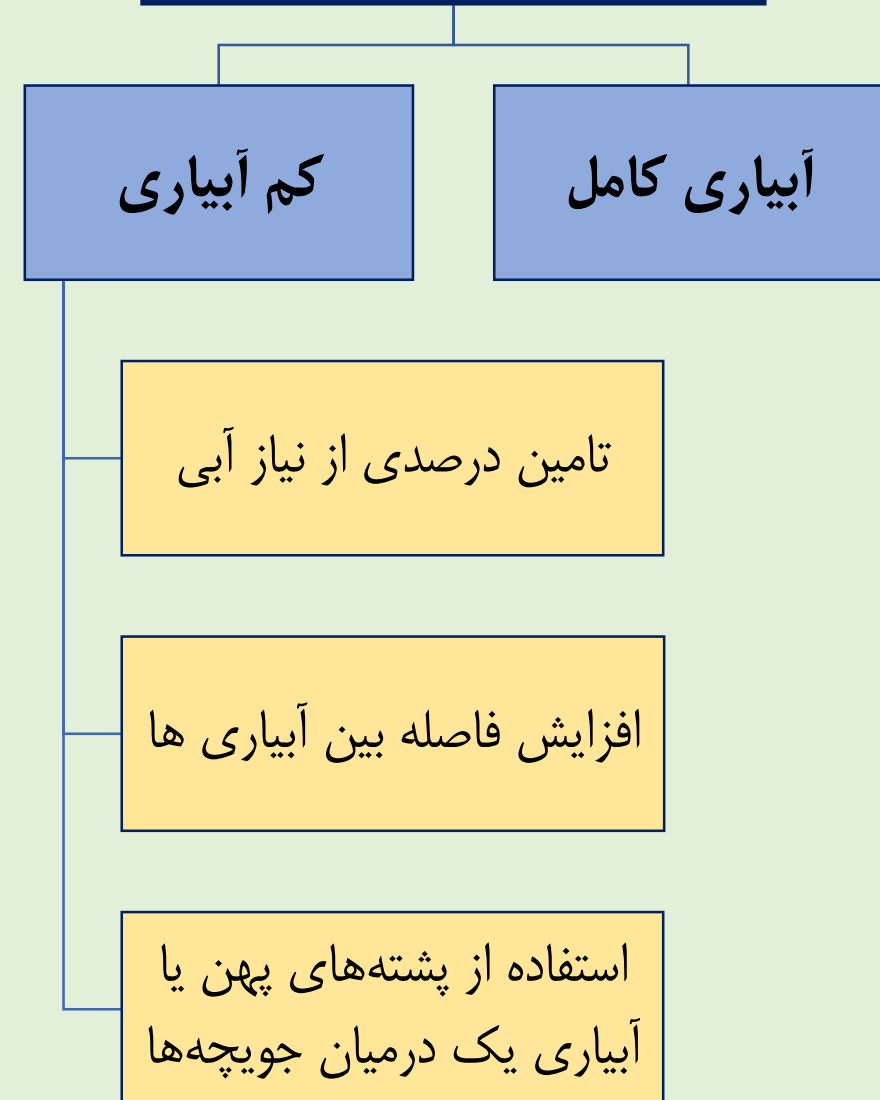 آبیاری کامل
کم آبیاری
تامین درصدی از نیاز آبی
افزایش فاصله بین آبیاری ها
استفاده از پشته‌های پهن یا
آبیاری یک درمیان جویچه‌ها